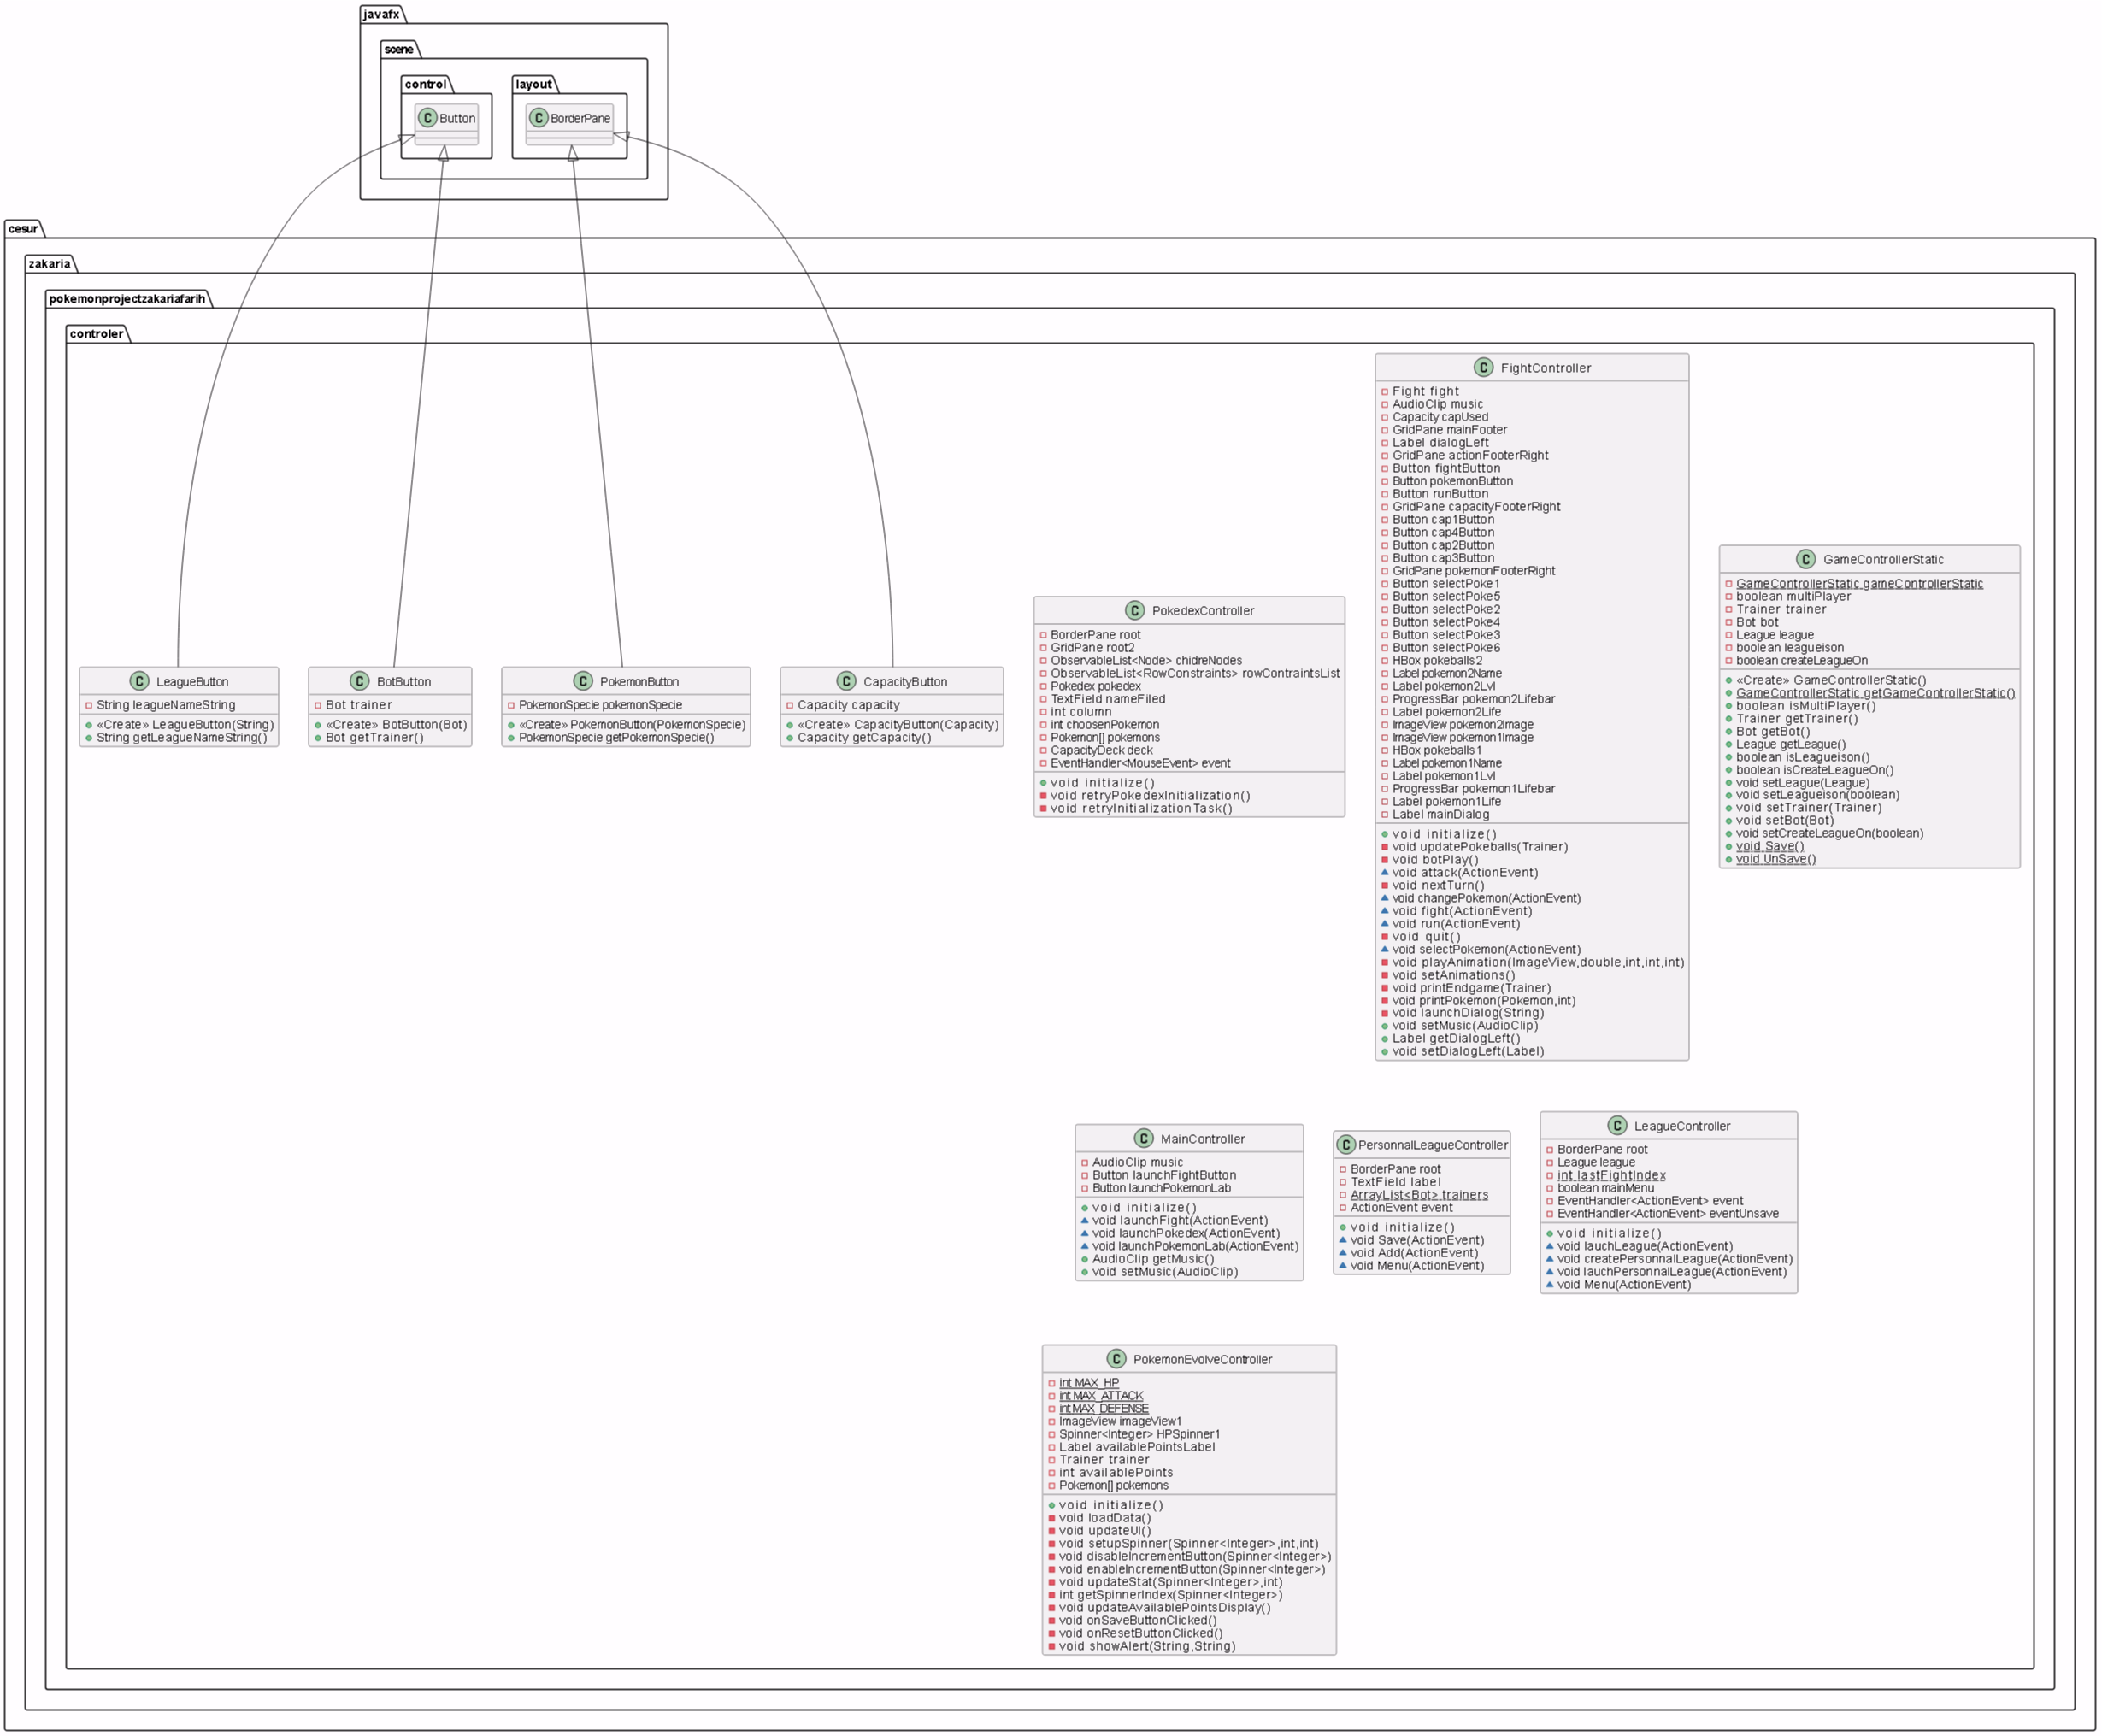 javafx
scene
control
layout
C Button
C BorderPane
cesur
zakaria
pokemonprojectzakariafarih
controler
C LeagueButton
String leagueNameString
«Create» LeagueButton(String)
String getLeagueNameString()
C BotButton
Bot trainer
«Create» BotButton(Bot)
Bot getTrainer()
C PokemonButton
PokemonSpecie pokemonSpecie
«Create» PokemonButton(PokemonSpecie)
PokemonSpecie getPokemonSpecie()
C CapacityButton
Capacity capacity
«Create» CapacityButton(Capacity)
Capacity getCapacity()
C PokedexController
BorderPane root
GridPane root2
ObservableList<Node> chidreNodes
ObservableList<RowConstraints> rowContraintsList
Pokedex pokedex
TextField nameFiled
int column
int choosenPokemon
Pokemon[] pokemons
CapacityDeck deck
EventHandler<MouseEvent> event
void initialize()
void retryPokedexInitialization()
void retryInitializationTask()
C FightController
Fight fight
AudioClip music
Capacity capUsed
GridPane mainFooter
Label dialogLeft
GridPane actionFooterRight
Button fightButton
Button pokemonButton
Button runButton
GridPane capacityFooterRight
Button cap1Button
Button cap4Button
Button cap2Button
Button cap3Button
GridPane pokemonFooterRight
Button selectPoke1
Button selectPoke5
Button selectPoke2
Button selectPoke4
Button selectPoke3
Button selectPoke6
HBox pokeballs2
Label pokemon2Name
Label pokemon2Lvl
ProgressBar pokemon2Lifebar
Label pokemon2Life
ImageView pokemon2Image
ImageView pokemon1Image
HBox pokeballs1
Label pokemon1Name
Label pokemon1Lvl
ProgressBar pokemon1Lifebar
Label pokemon1Life
Label mainDialog
void initialize()
void updatePokeballs(Trainer)
void botPlay()
void attack(ActionEvent)
void nextTurn()
void changePokemon(ActionEvent)
void fight(ActionEvent)
void run(ActionEvent)
void quit()
void selectPokemon(ActionEvent)
void playAnimation(ImageView,double,int,int,int)
void setAnimations()
void printEndgame(Trainer)
void printPokemon(Pokemon,int)
void launchDialog(String)
void setMusic(AudioClip)
Label getDialogLeft()
void setDialogLeft(Label)
C GameControllerStatic
GameControllerStatic gameControllerStatic
boolean multiPlayer
Trainer trainer
Bot bot
League league
boolean leagueison
boolean createLeagueOn
«Create» GameControllerStatic()
GameControllerStatic getGameControllerStatic()
boolean isMultiPlayer()
Trainer getTrainer()
Bot getBot()
League getLeague()
boolean isLeagueison()
boolean isCreateLeagueOn()
void setLeague(League)
void setLeagueison(boolean)
void setTrainer(Trainer)
void setBot(Bot)
void setCreateLeagueOn(boolean)
void Save()
void UnSave()
C MainController
AudioClip music
Button launchFightButton
Button launchPokemonLab
void initialize()
void launchFight(ActionEvent)
void launchPokedex(ActionEvent)
void launchPokemonLab(ActionEvent)
AudioClip getMusic()
void setMusic(AudioClip)
C PersonnalLeagueController
BorderPane root
TextField label
ArrayList<Bot> trainers
ActionEvent event
void initialize()
void Save(ActionEvent)
void Add(ActionEvent)
void Menu(ActionEvent)
C LeagueController
BorderPane root
League league
int lastFightIndex
boolean mainMenu
EventHandler<ActionEvent> event
EventHandler<ActionEvent> eventUnsave
void initialize()
void lauchLeague(ActionEvent)
void createPersonnalLeague(ActionEvent)
void lauchPersonnalLeague(ActionEvent)
void Menu(ActionEvent)
C PokemonEvolveController
int MAX_HP
int MAX_ATTACK
int MAX_DEFENSE
ImageView imageView1
Spinner<Integer> HPSpinner1
Label availablePointsLabel
Trainer trainer
int availablePoints
Pokemon[] pokemons
void initialize()
void loadData()
void updateUI()
void setupSpinner(Spinner<Integer>,int,int)
void disableIncrementButton(Spinner<Integer>)
void enableIncrementButton(Spinner<Integer>)
void updateStat(Spinner<Integer>,int)
int getSpinnerIndex(Spinner<Integer>)
void updateAvailablePointsDisplay()
void onSaveButtonClicked()
void onResetButtonClicked()
void showAlert(String,String)